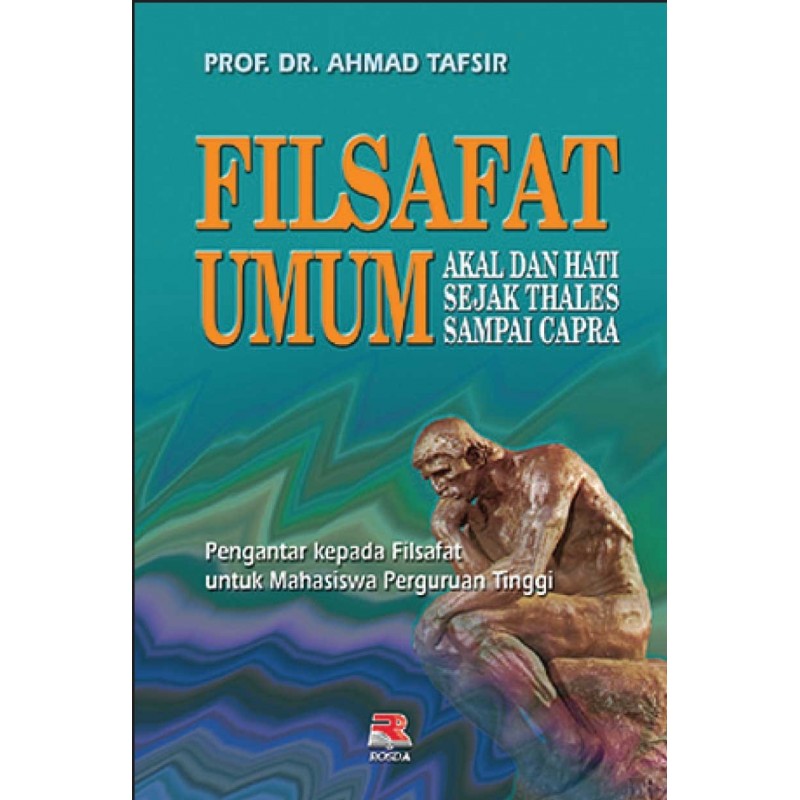 PROF. DR. AHMAD TAFSIR
FILSAFAT
UMUM
AKAL DAN HATI
SEJAK THALES
SAMPAI CAPRA
Pengantar kepada Filsafat
untuk Mahasiswa Perguruan Tinggi
ROSDA